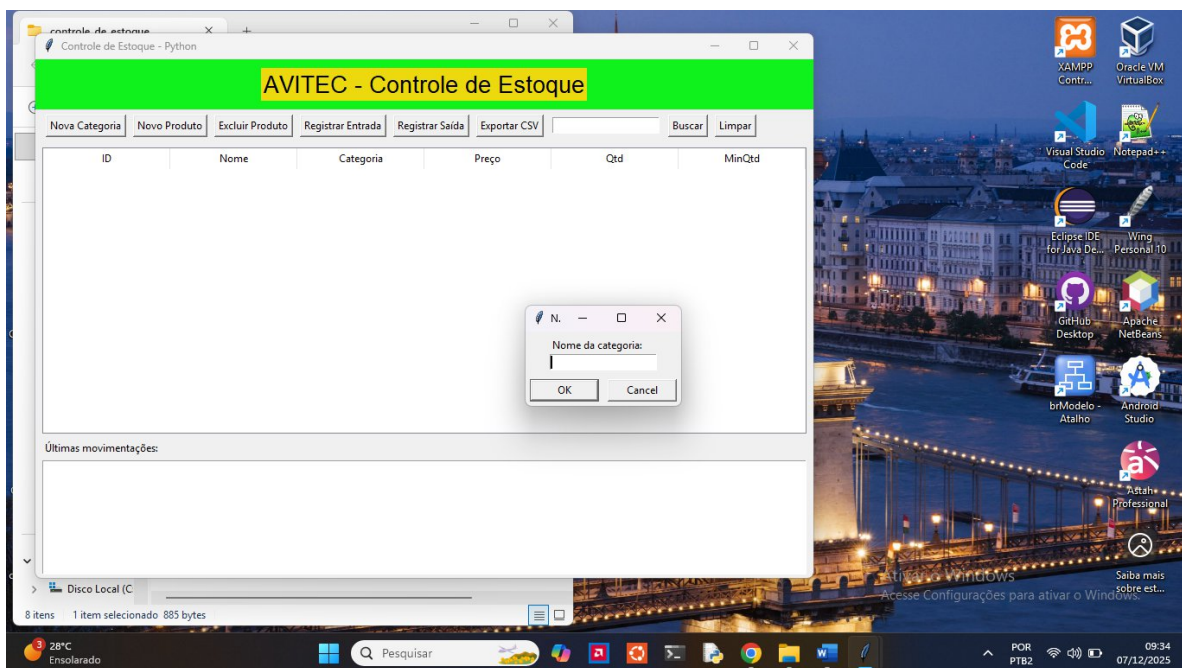 controle de estoque
Controle de Estoque - Python
AVITEC - Controle de Estoque
Nova Categoria Novo Produto Excluir Produto Registrar Entrada Registrar Saída Exportar CSV Buscar Limpar
ID Nome Categoria Preço Qtd MinQtd
N.
Nome da categoria:
OK Cancel
Últimas movimentações:
Disco Local (C
8 itens 1 item selecionado 885 bytes
XAMPP Contr...
Oracle VM VirtualBox
Visual Studio Code
Notepad++
Eclipse IDE for Java De...
Wing Personal 10
GitHub Desktop
Apache NetBeans
brModelo - Atalho
Android Studio
Astah Professional
Ativar o Windows
Acesse Configurações para ativar o Windows.
Saiba mais sobre est...
3
28°C
Ensolarado
Pesquisar
POR
PTB2
09:34
07/12/2025